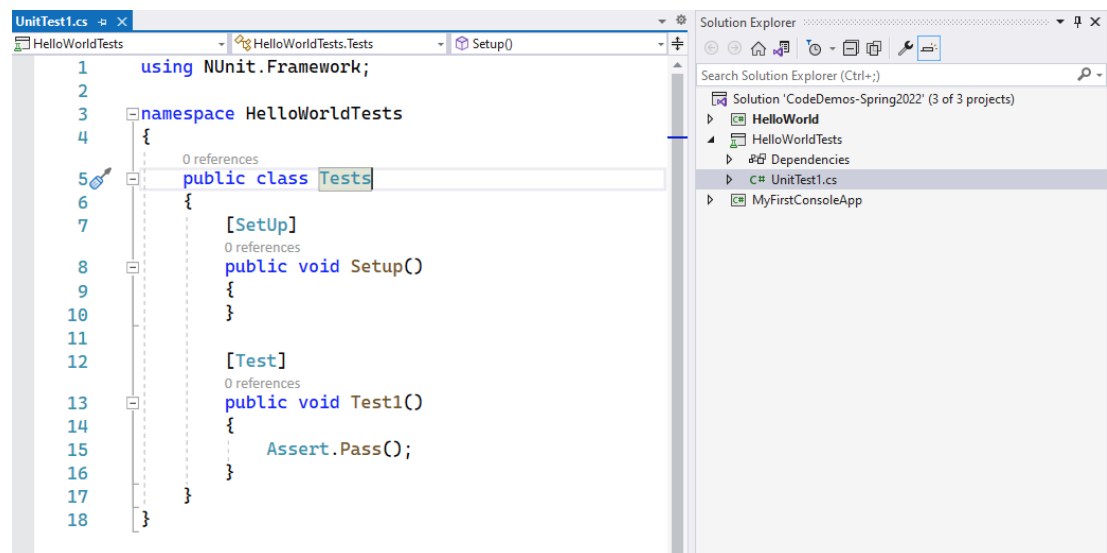 UnitTest1.cs
HelloWorldTests
HelloWorldTests.Tests
Setup()
1 using NUnit.Framework;
2
3 namespace HelloWorldTests
4 {
0 references
5 public class Tests
6 {
7 [SetUp]
0 references
8 public void Setup()
9 {
10 }
11
12 [Test]
0 references
13 public void Test1()
14 {
15 Assert.Pass();
16 }
17 }
18 }
Solution Explorer
Search Solution Explorer (Ctrl+;)
Solution 'CodeDemos-Spring2022' (3 of 3 projects)
C# HelloWorld
HelloWorldTests
Dependencies
C# UnitTest1.cs
C# MyFirstConsoleApp